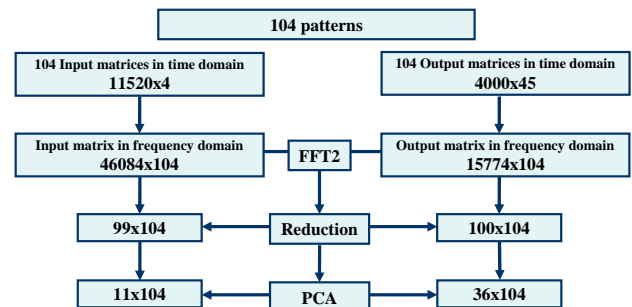 104 patterns
104 Input matrices in time domain
11520x4
104 Output matrices in time domain
4000x45
Input matrix in frequency domain
46084x104
FFT2
Output matrix in frequency domain
15774x104
99x104
Reduction
100x104
11x104
PCA
36x104